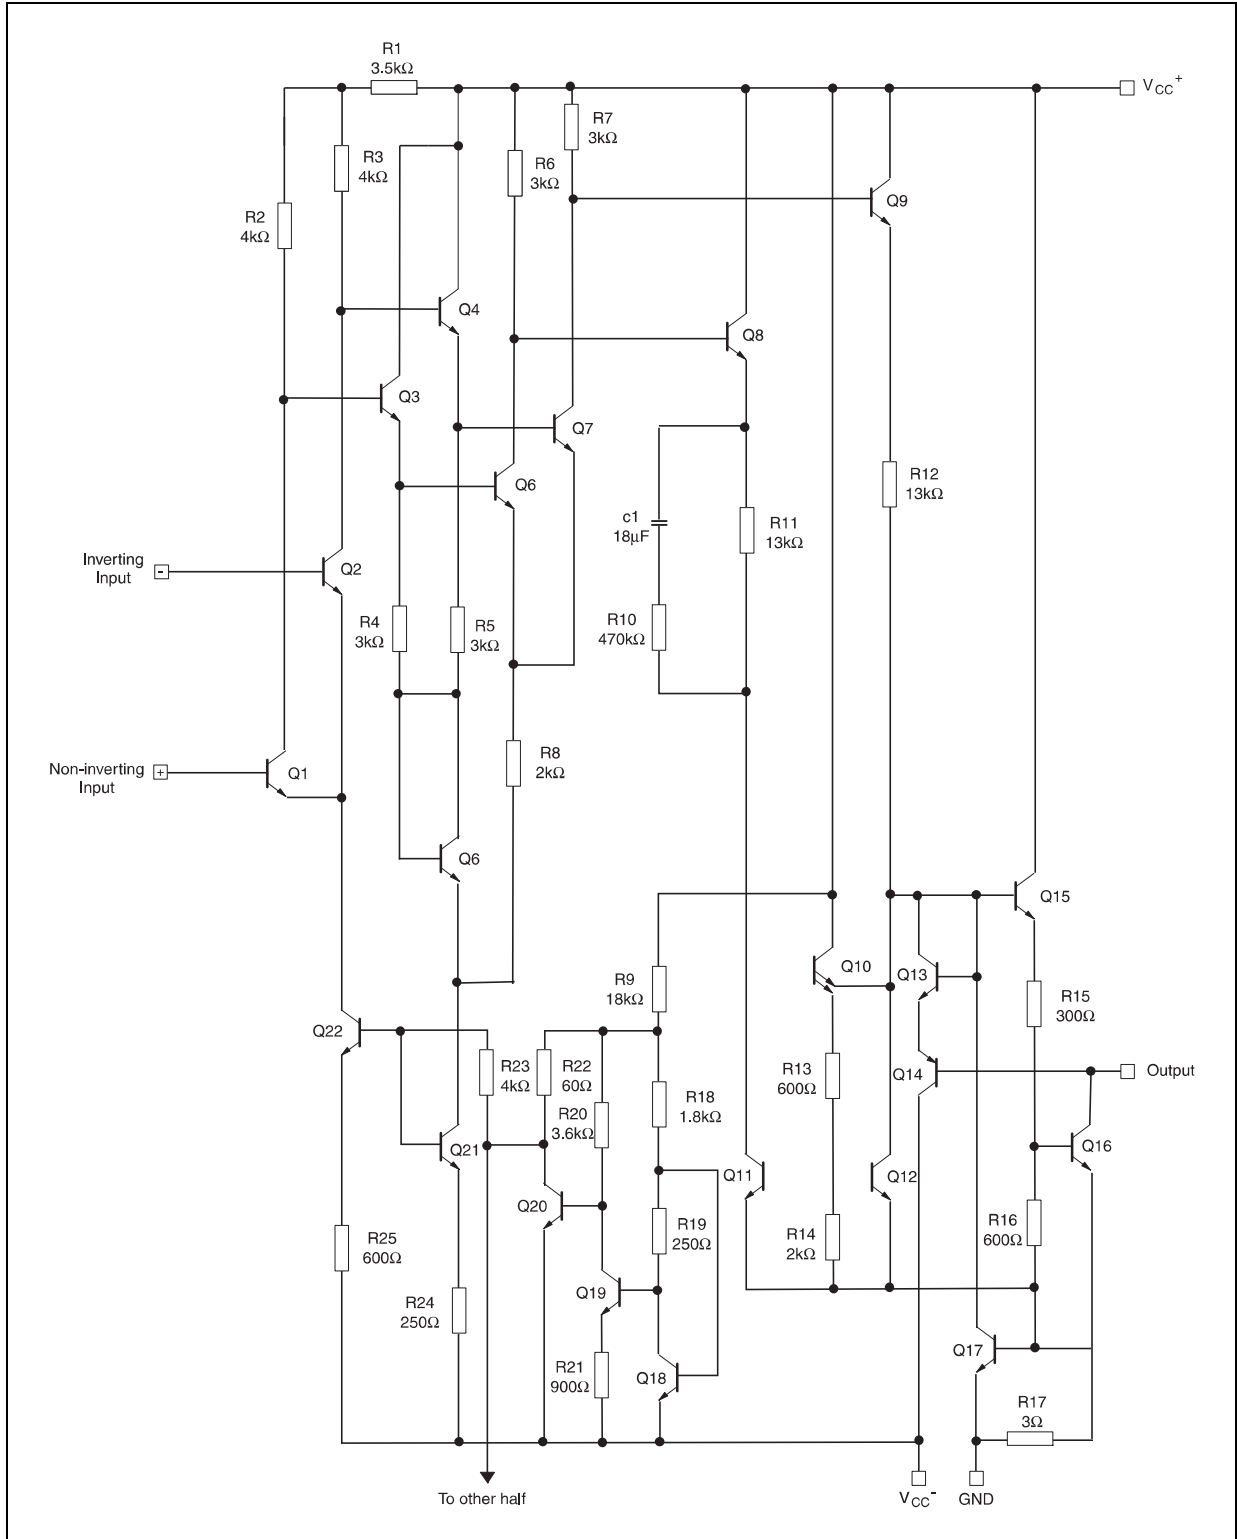 R1
3.5kΩ
VCC+
R7
3kΩ
R3
4kΩ
R6
3kΩ
Q9
R2
4kΩ
Q4
Q8
Q3
Q7
R12
13kΩ
Q6
c1
18μF
R11
13kΩ
Inverting
Input
-
Q2
R4
3kΩ
R5
3kΩ
R10
470kΩ
R8
2kΩ
Non-inverting
Input
+
Q1
Q6
Q15
R9
18kΩ
Q10
Q13
R15
300Ω
Q22
R23
4kΩ
R22
60Ω
R13
600Ω
Q14
Output
R20
3.6kΩ
R18
1.8kΩ
Q21
Q16
Q11
Q12
Q20
R19
250Ω
R14
2kΩ
R16
600Ω
R25
600Ω
Q19
R24
250Ω
Q17
R21
900Ω
Q18
R17
3Ω
To other half
VCC-
GND